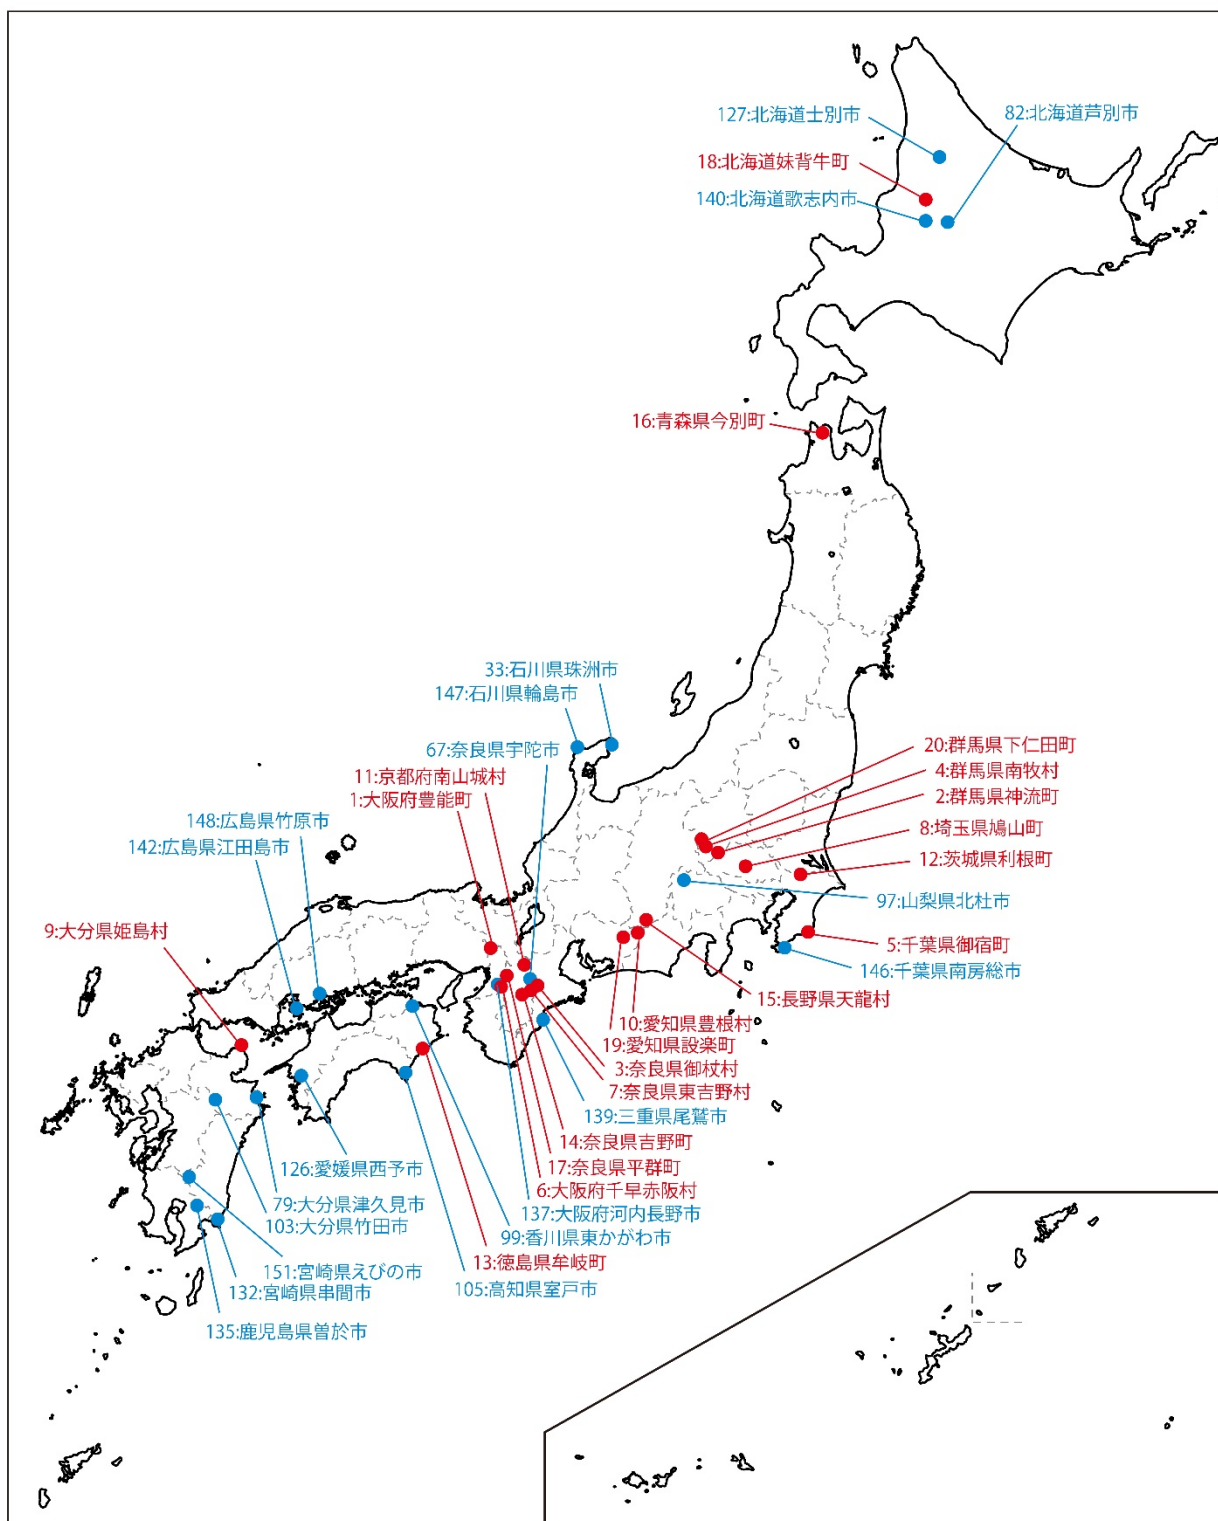 127:北海道士別市
82:北海道芦別市
18:北海道妹背牛町
140:北海道歌志内市
16:青森県今別町
33:石川県珠洲市
147:石川県輪島市
67:奈良県宇陀市
11:京都府南山城村
1:大阪府豊能町
148:広島県竹原市
142:広島県江田島市
9:大分県姫島村
20:群馬県下仁田町
4:群馬県南牧村
2:群馬県神流町
8:埼玉県鳩山町
12:茨城県利根町
97:山梨県北杜市
5:千葉県御宿町
146:千葉県南房総市
15:長野県天龍村
10:愛知県豊根村
19:愛知県設楽町
3:奈良県御杖村
7:奈良県東吉野村
139:三重県尾鷲市
14:奈良県吉野町
17:奈良県平群町
6:大阪府千早赤阪村
137:大阪府河内長野市
99:香川県東かがわ市
13:徳島県牟岐町
105:高知県室戸市
126:愛媛県西予市
79:大分県津久見市
103:大分県竹田市
151:宮崎県えびの市
132:宮崎県串間市
135:鹿児島県曽於市